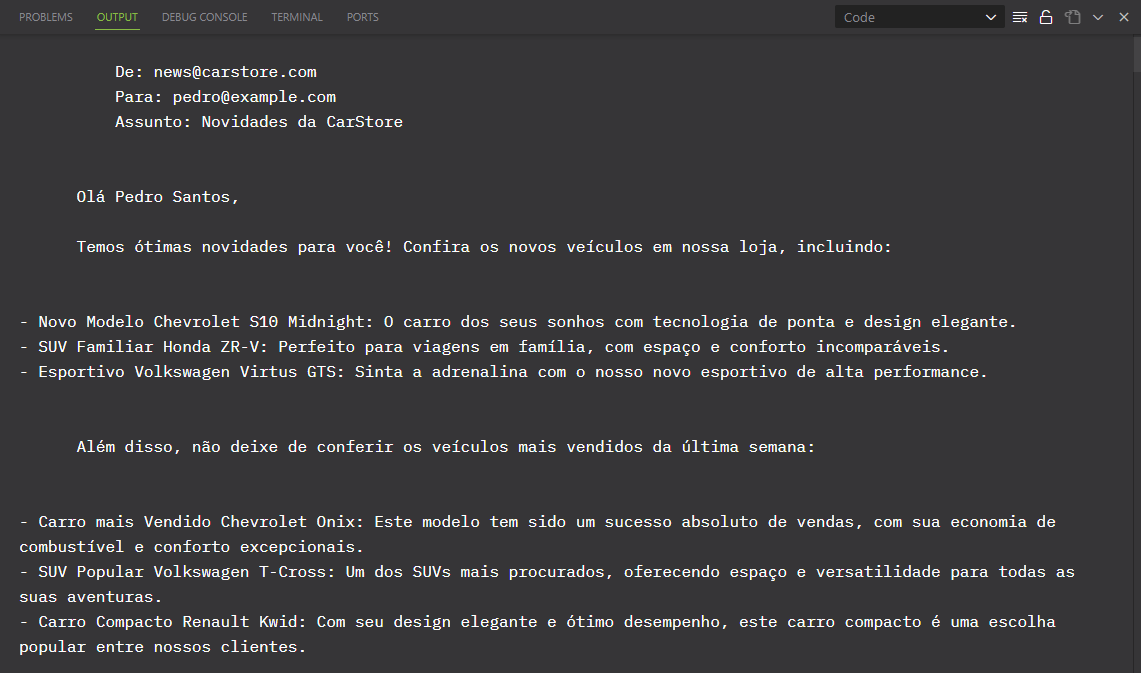 PROBLEMS OUTPUT DEBUG CONSOLE TERMINAL PORTS Code
De: news@carstore.com
Para: pedro@example.com
Assunto: Novidades da CarStore
Olá Pedro Santos,
Temos ótimas novidades para você! Confira os novos veículos em nossa loja, incluindo:
- Novo Modelo Chevrolet S10 Midnight: O carro dos seus sonhos com tecnologia de ponta e design elegante.
- SUV Familiar Honda ZR-V: Perfeito para viagens em família, com espaço e conforto incomparáveis.
- Esportivo Volkswagen Virtus GTS: Sinta a adrenalina com o nosso novo esportivo de alta performance.
Além disso, não deixe de conferir os veículos mais vendidos da última semana:
- Carro mais Vendido Chevrolet Onix: Este modelo tem sido um sucesso absoluto de vendas, com sua economia de
combustível e conforto excepcionais.
- SUV Popular Volkswagen T-Cross: Um dos SUVs mais procurados, oferecendo espaço e versatilidade para todas as
suas aventuras.
- Carro Compacto Renault Kwid: Com seu design elegante e ótimo desempenho, este carro compacto é uma escolha
popular entre nossos clientes.